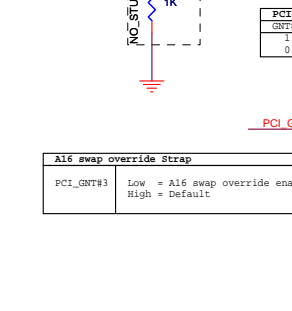 NO_STU
1K
PCI
GNT
1
0
PCI_G
A16 swap override Strap
PCI_GNT#3 Low = A16 swap override ena
High = Default